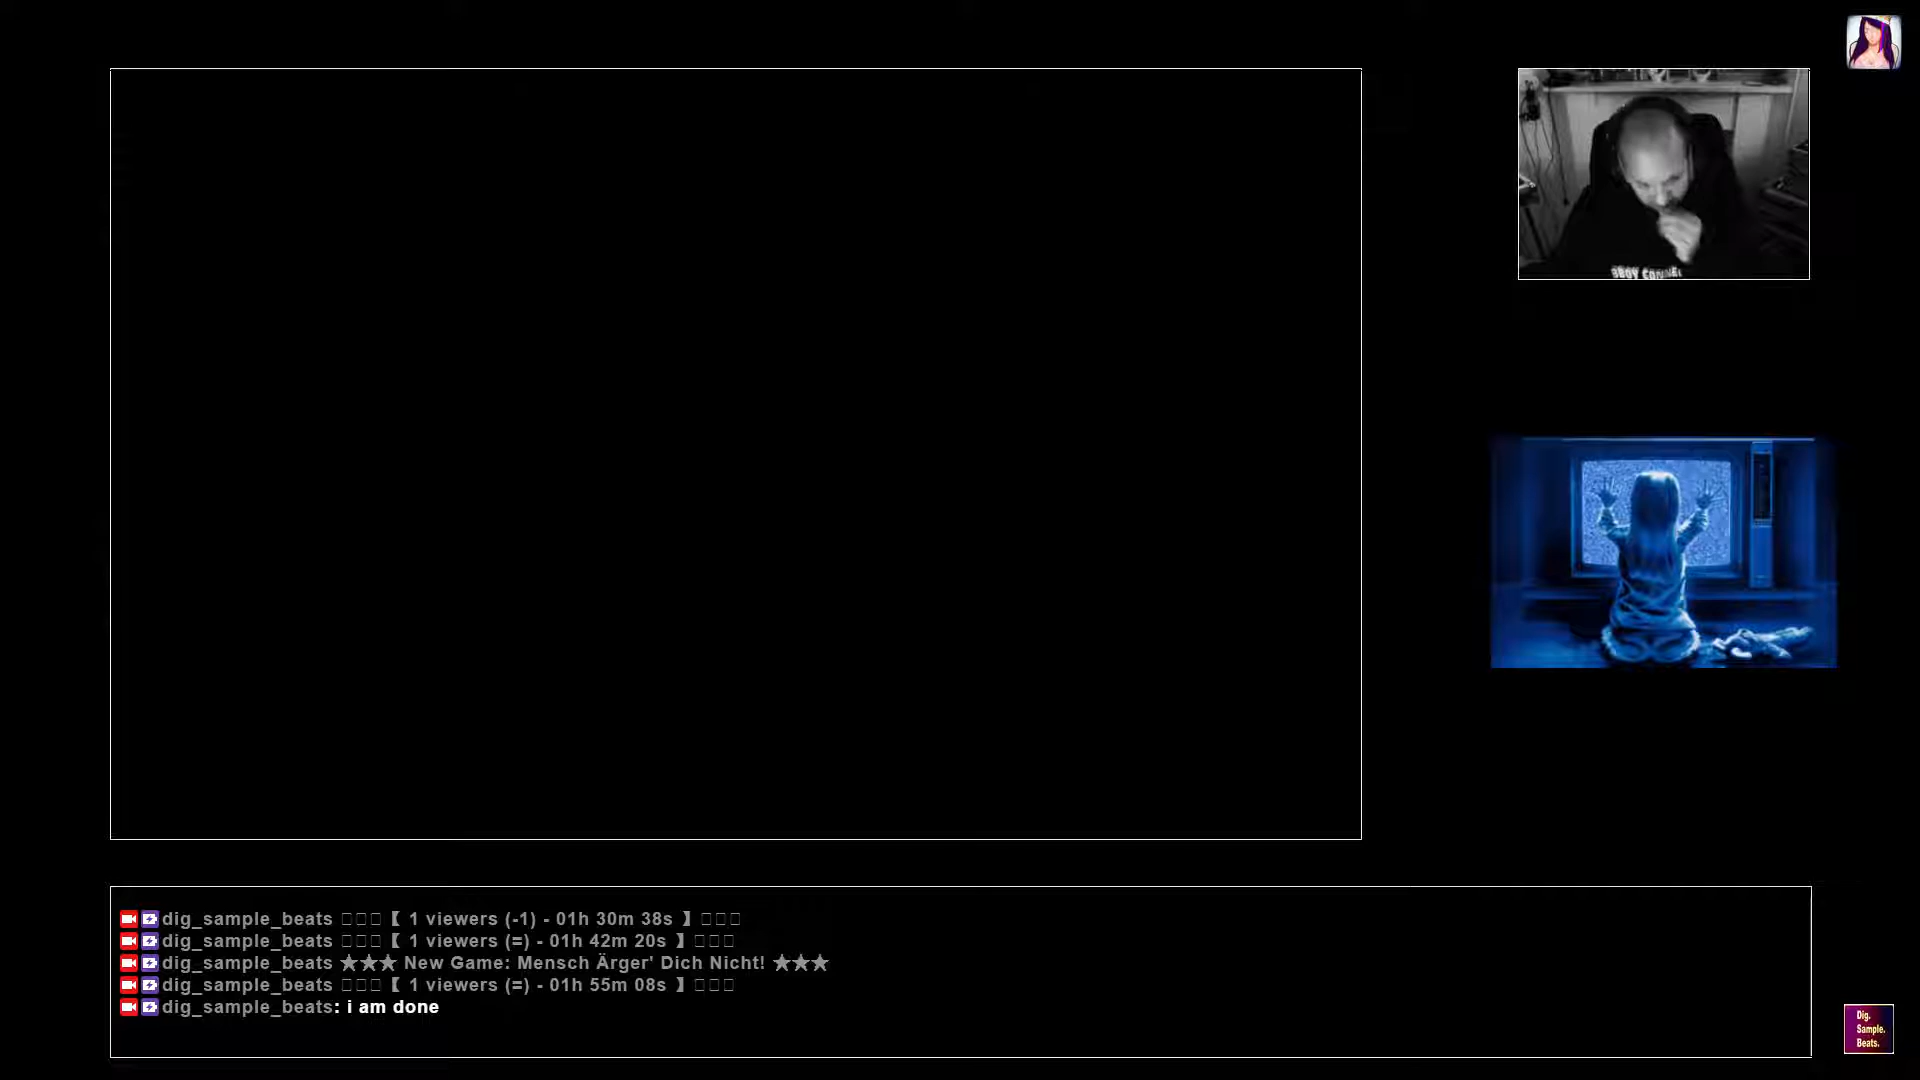 dig_sample_beats □□□【 1 viewers (-1) - 01h 30m 38s 】□□□
dig_sample_beats □□□【 1 viewers (=) - 01h 42m 20s 】□□□
dig_sample_beats ★★★ New Game: Mensch Ärger' Dich Nicht! ★★★
dig_sample_beats □□□【 1 viewers (=) - 01h 55m 08s 】□□□
dig_sample_beats: i am done
Dig.
Sample.
Beats.